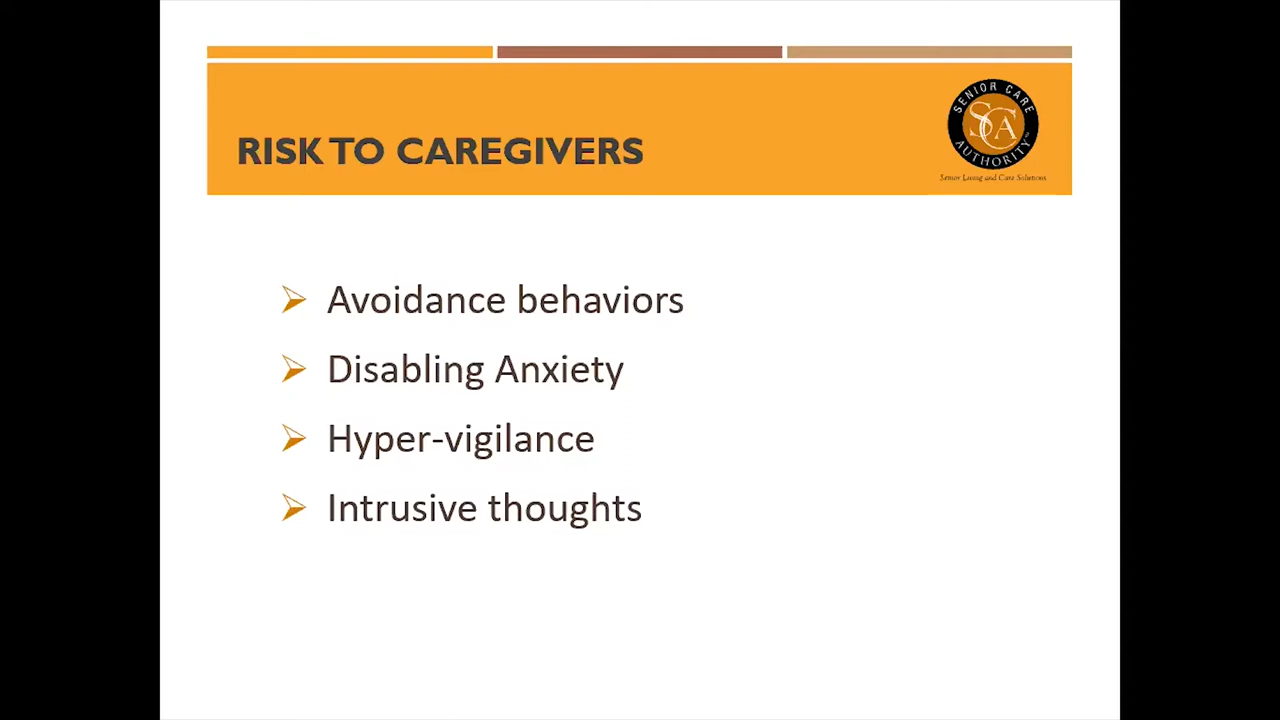 RISK TO CAREGIVERS
SENIOR CARE
SCA
AUTHORITY
Senior Living and Care Solutions
Avoidance behaviors
Disabling Anxiety
Hyper-vigilance
Intrusive thoughts